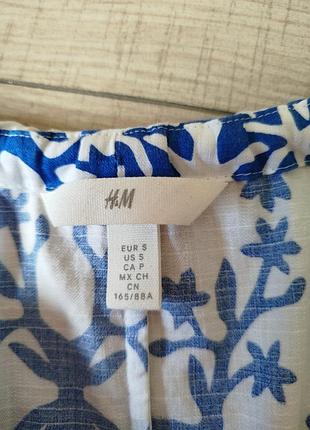 H&M
EUR S
US S
CA P
MX CH
CN
165/88A